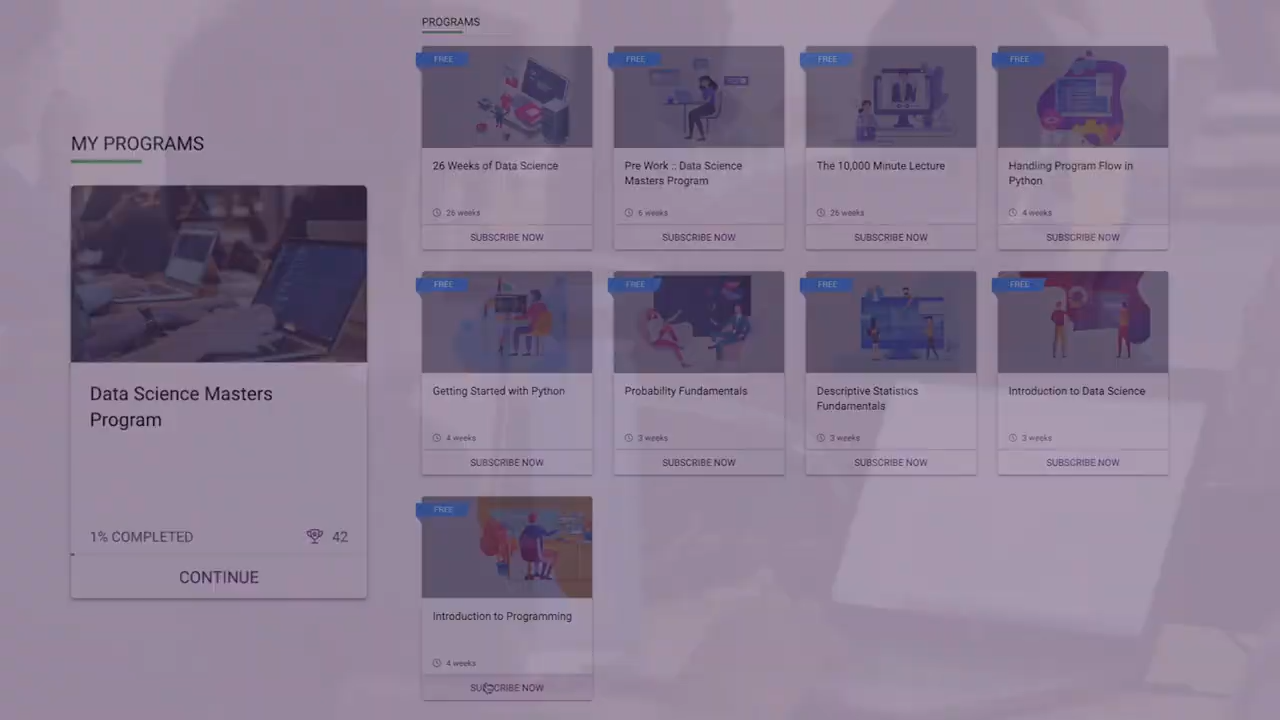 MY PROGRAMS
Data Science Masters
Program
1% COMPLETED
42
CONTINUE
PROGRAMS
FREE
26 Weeks of Data Science
26 weeks
SUBSCRIBE NOW
FREE
Pre Work :: Data Science
Masters Program
6 weeks
SUBSCRIBE NOW
FREE
The 10,000 Minute Lecture
26 weeks
SUBSCRIBE NOW
FREE
Handling Program Flow in
Python
4 weeks
SUBSCRIBE NOW
FREE
Getting Started with Python
4 weeks
SUBSCRIBE NOW
FREE
Probability Fundamentals
3 weeks
SUBSCRIBE NOW
FREE
Descriptive Statistics
Fundamentals
3 weeks
SUBSCRIBE NOW
FREE
Introduction to Data Science
3 weeks
SUBSCRIBE NOW
FREE
Introduction to Programming
4 weeks
SUBSCRIBE NOW